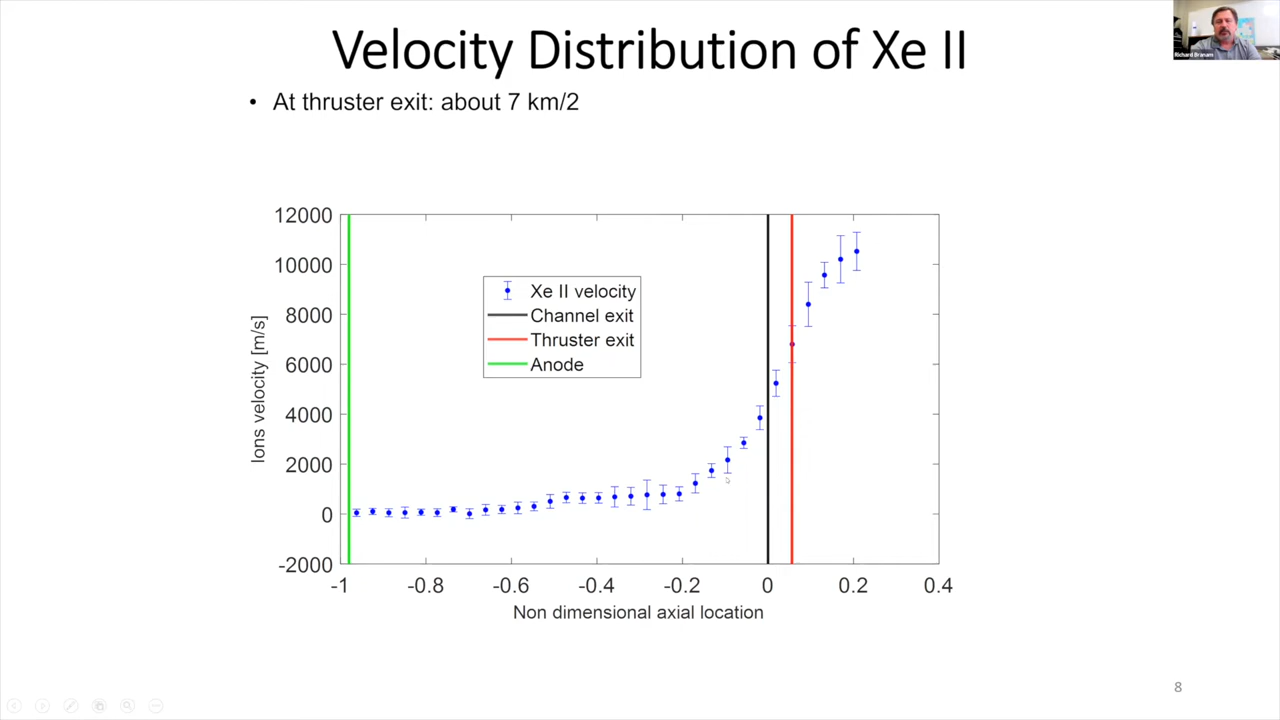 Velocity Distribution of Xe II
Richard Branam
• At thruster exit: about 7 km/2
12000
10000
8000
6000
4000
2000
0
-2000
Ions velocity [m/s]
Xe II velocity
Channel exit
Thruster exit
Anode
-1 -0.8 -0.6 -0.4 -0.2 0 0.2 0.4
Non dimensional axial location
8